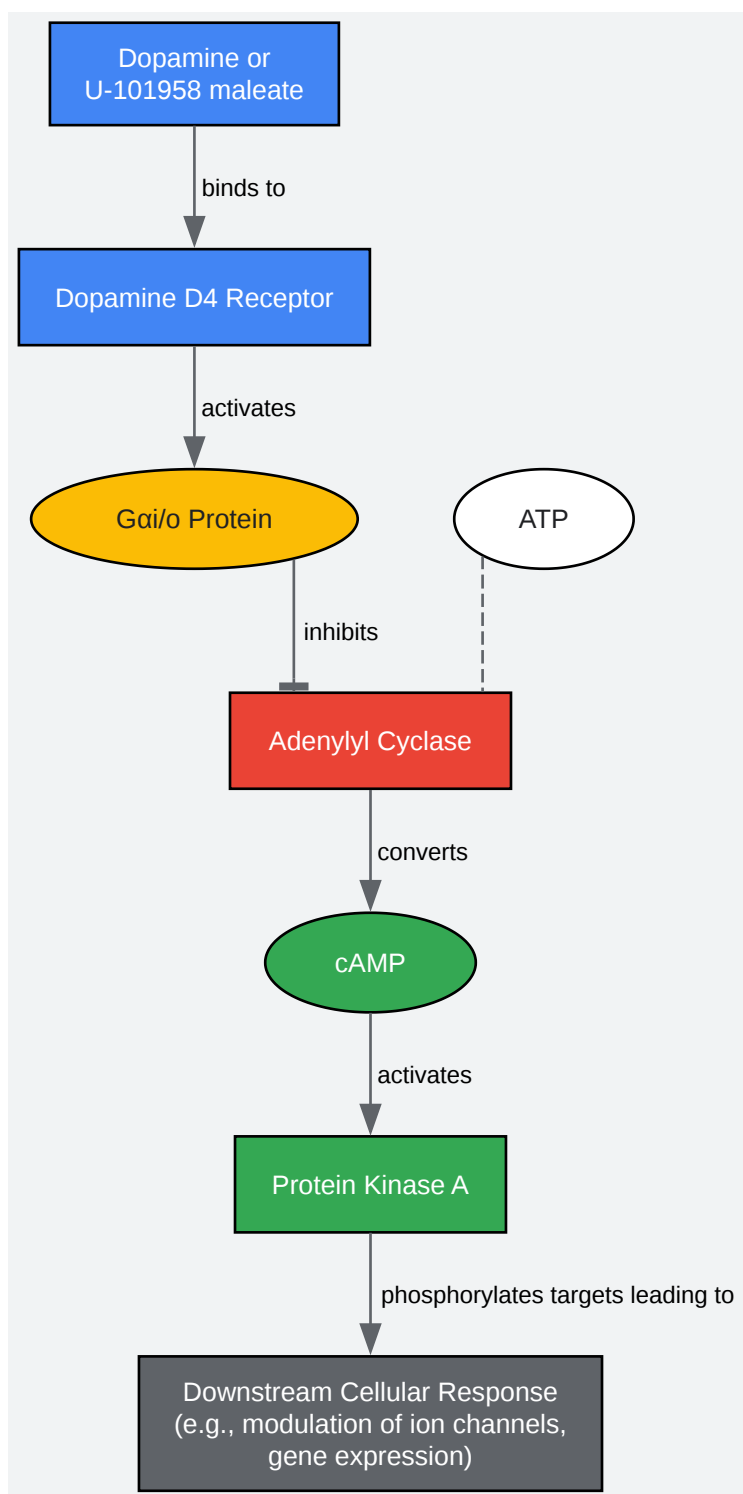 Dopamine or
U-101958 maleate
binds to
Dopamine D4 Receptor
activates
Gαi/o Protein
ATP
inhibits
Adenylyl Cyclase
converts
cAMP
activates
Protein Kinase A
phosphorylates targets leading to
Downstream Cellular Response
(e.g., modulation of ion channels,
gene expression)